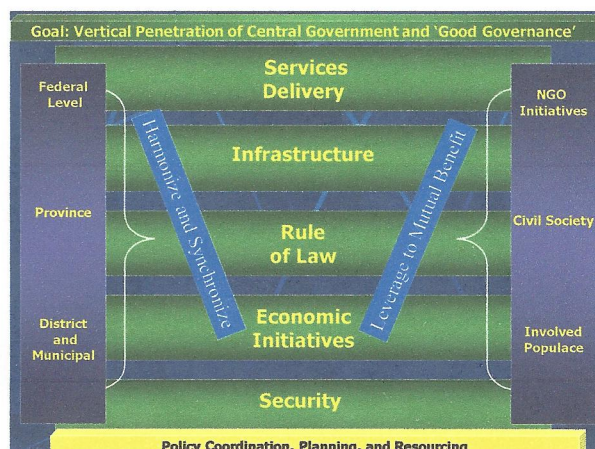 Goal: Vertical Penetration of Central Government and 'Good Governance'
Federal
Level
Province
District
and
Municipal
Services
Delivery
Infrastructure
Rule
of Law
Economic
Initiatives
Security
Harmonize and Synchronize
Leverage to Mutual Benefit
NGO
Initiatives
Civil Society
Involved
Populace
Policy Coordination, Planning, and Resourcing